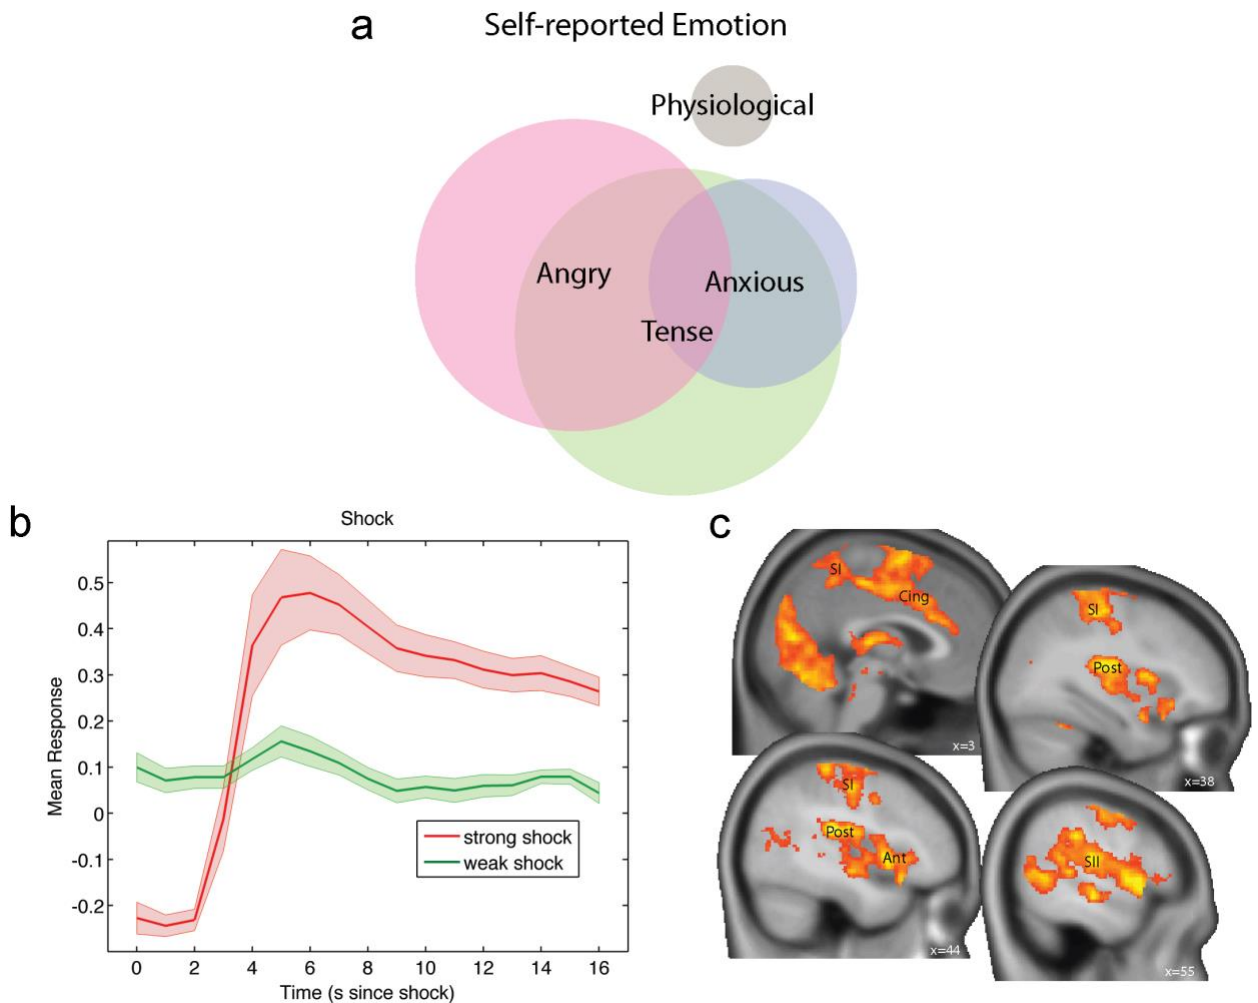 a
Self-reported Emotion
Physiological
Angry
Anxious
Tense
b
Shock
Mean Response
0.5
0.4
0.3
0.2
0.1
0
-0.1
-0.2
strong shock
weak shock
0 2 4 6 8 10 12 14 16
Time (s since shock)
c
SI
Cing
x=3
SI
Post
x=38
SI
Post
Ant
x=44
SII
x=55